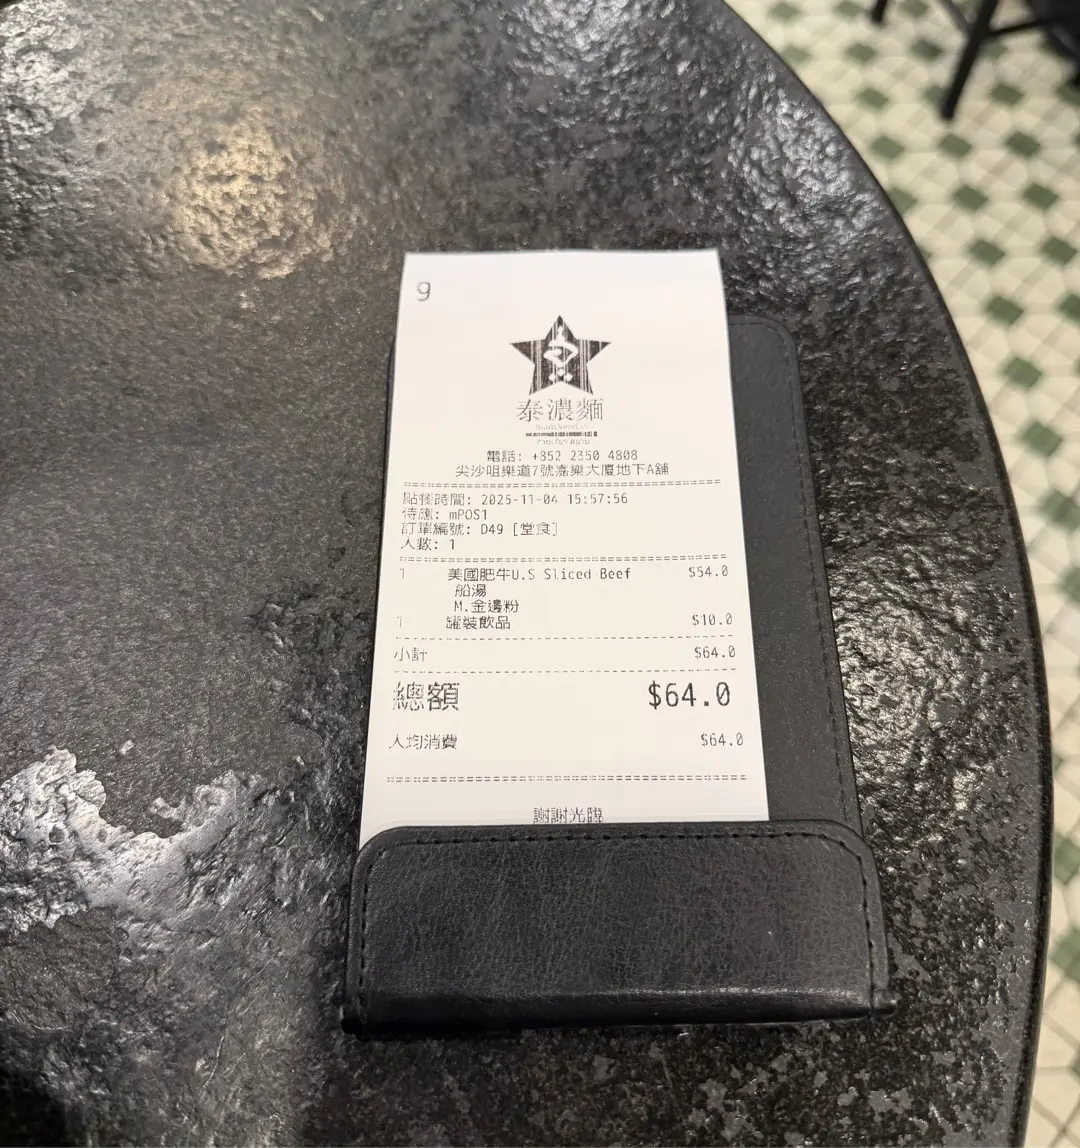 9
泰濃麵
電話: +852 2350 4808
尖沙咀樂道7號嘉樂大廈地下A舖
點餐時間: 2025-11-04 15:57:56
侍應: mPOS1
訂單編號: D49 [堂食]
人數: 1
1 美國肥牛U.S Sliced Beef $54.0
船湯
M.金邊粉
1 罐裝飲品 $10.0
小計 $64.0
總額 $64.0
人均消費 $64.0
謝謝光臨